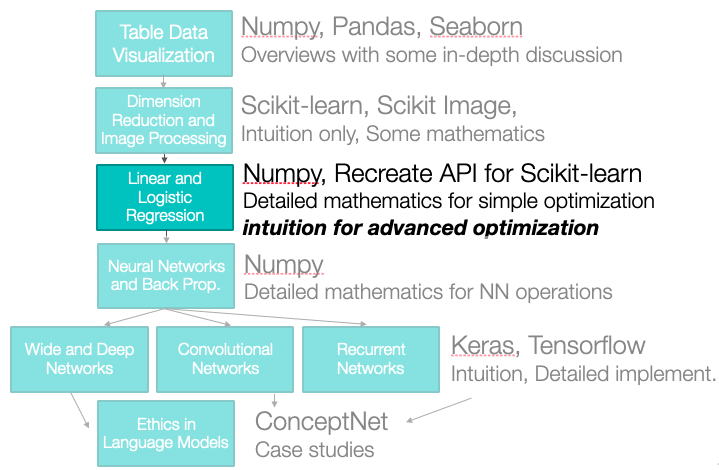 Table Data
Visualization
Numpy, Pandas, Seaborn
Overviews with some in-depth discussion
Dimension
Reduction and
Image Processing
Scikit-learn, Scikit Image,
Intuition only, Some mathematics
Linear and
Logistic
Regression
Numpy, Recreate API for Scikit-learn
Detailed mathematics for simple optimization
intuition for advanced optimization
Neural Networks
and Back Prop.
Numpy
Detailed mathematics for NN operations
Wide and Deep
Networks
Convolutional
Networks
Recurrent
Networks
Keras, Tensorflow
Intuition, Detailed implement.
Ethics in
Language Models
ConceptNet
Case studies